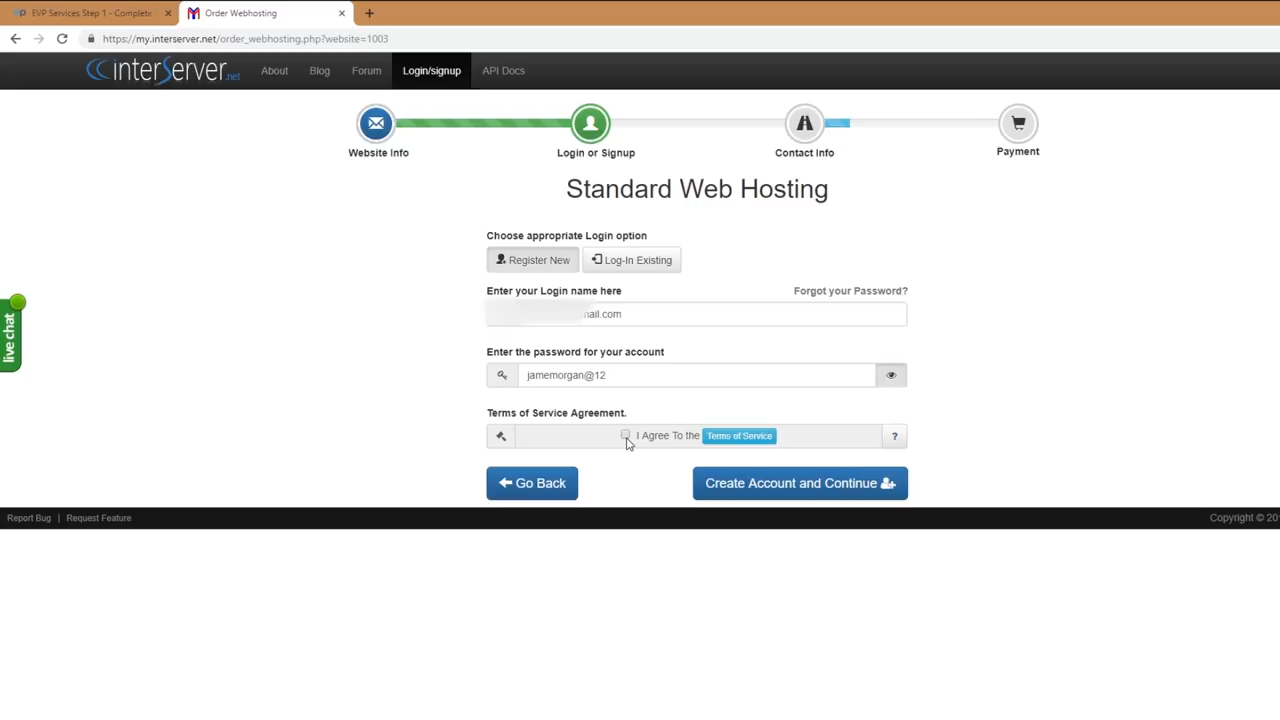 EVP Services Step 1 - Complete
Order Webhosting
https://my.interserver.net/order_webhosting.php?website=1003
interServer.net
About
Blog
Forum
Login/signup
API Docs
Website Info
Login or Signup
Contact Info
Payment
Standard Web Hosting
Choose appropriate Login option
Register New
Log-In Existing
Enter your Login name here
Forgot your Password?
mail.com
Enter the password for your account
jamemorgan@12
Terms of Service Agreement.
I Agree To the Terms of Service
?
Go Back
Create Account and Continue
live chat
Report Bug | Request Feature
Copyright © 20